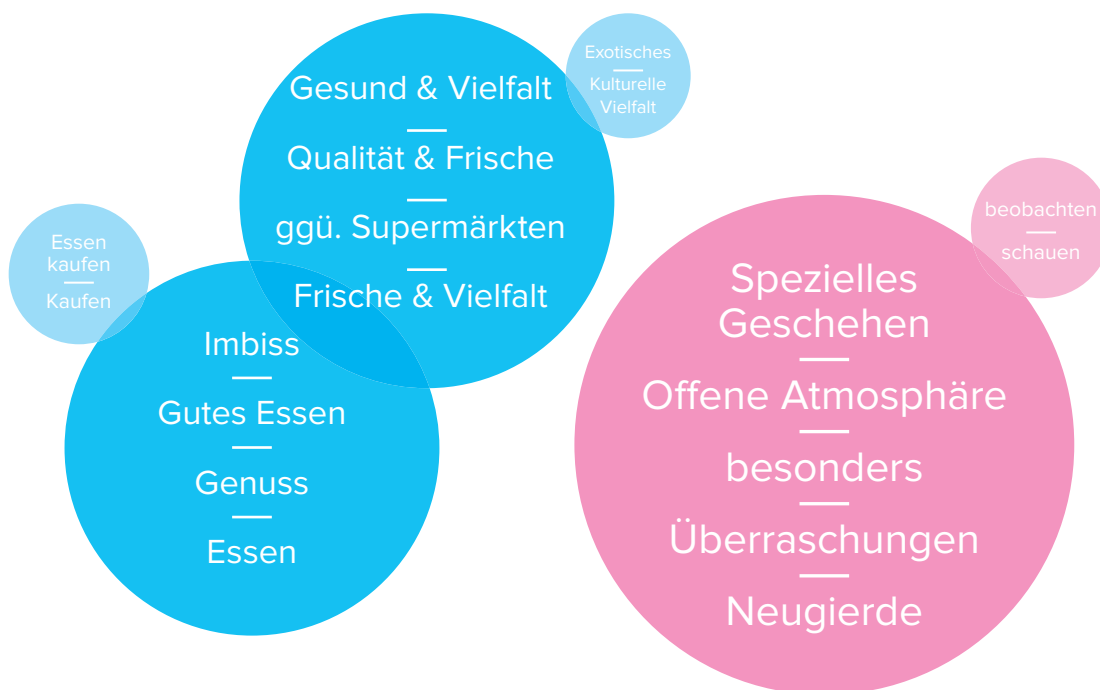 Gesund & Vielfalt
Qualität & Frische
ggü. Supermärkten
Frische & Vielfalt
Exotisches
Kulturelle
Vielfalt
Essen
kaufen
Kaufen
Imbiss
Gutes Essen
Genuss
Essen
beobachten
schauen
Spezielles
Geschehen
Offene Atmosphäre
besonders
Überraschungen
Neugierde